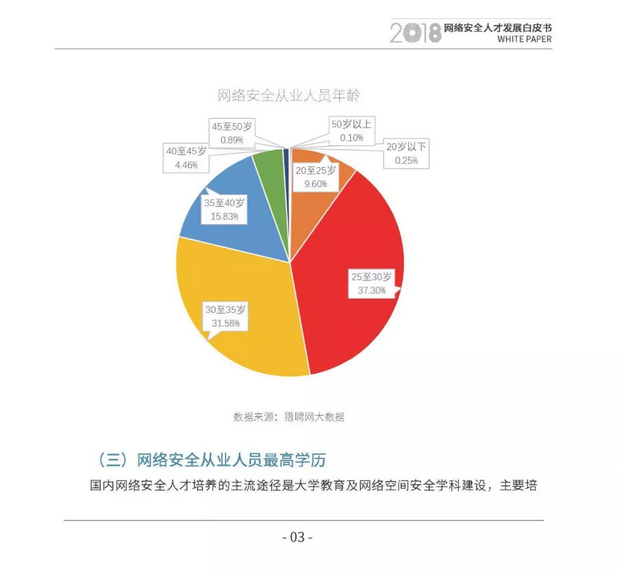 2018 网络安全人才发展白皮书
WHITE PAPER
网络安全从业人员年龄
45至50岁
0.89%
50岁以上
0.10%
40至45岁
4.46%
20岁以下
0.25%
20至25岁
9.60%
35至40岁
15.83%
25至30岁
37.30%
30至35岁
31.58%
数据来源：猎聘网大数据
（三）网络安全从业人员最高学历
国内网络安全人才培养的主流途径是大学教育及网络空间安全学科建设，主要培
- 03 -